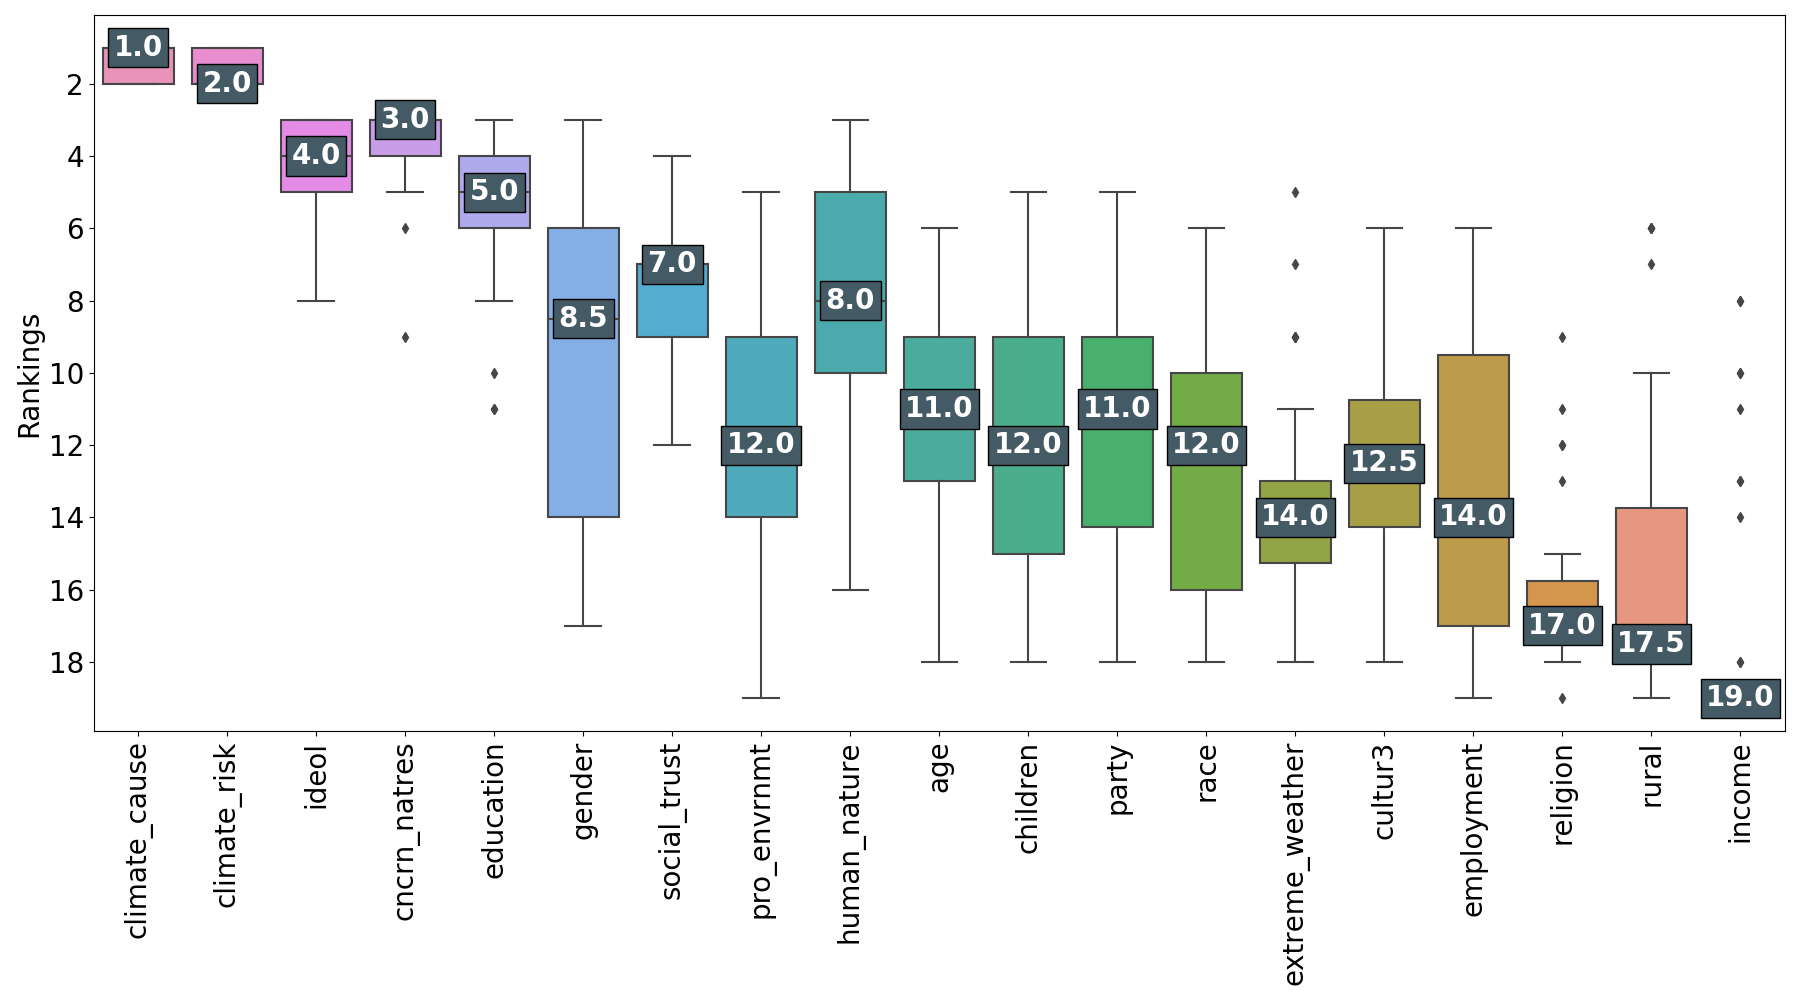 Rankings
2
4
6
8
10
12
14
16
18
1.0
2.0
4.0
3.0
5.0
8.5
7.0
12.0
8.0
11.0
12.0
11.0
12.0
14.0
12.5
14.0
17.0
17.5
19.0
climate_cause
climate_risk
ideol
cncrn_natres
education
gender
social_trust
pro_envrnmt
human_nature
age
children
party
race
extreme_weather
cultur3
employment
religion
rural
income